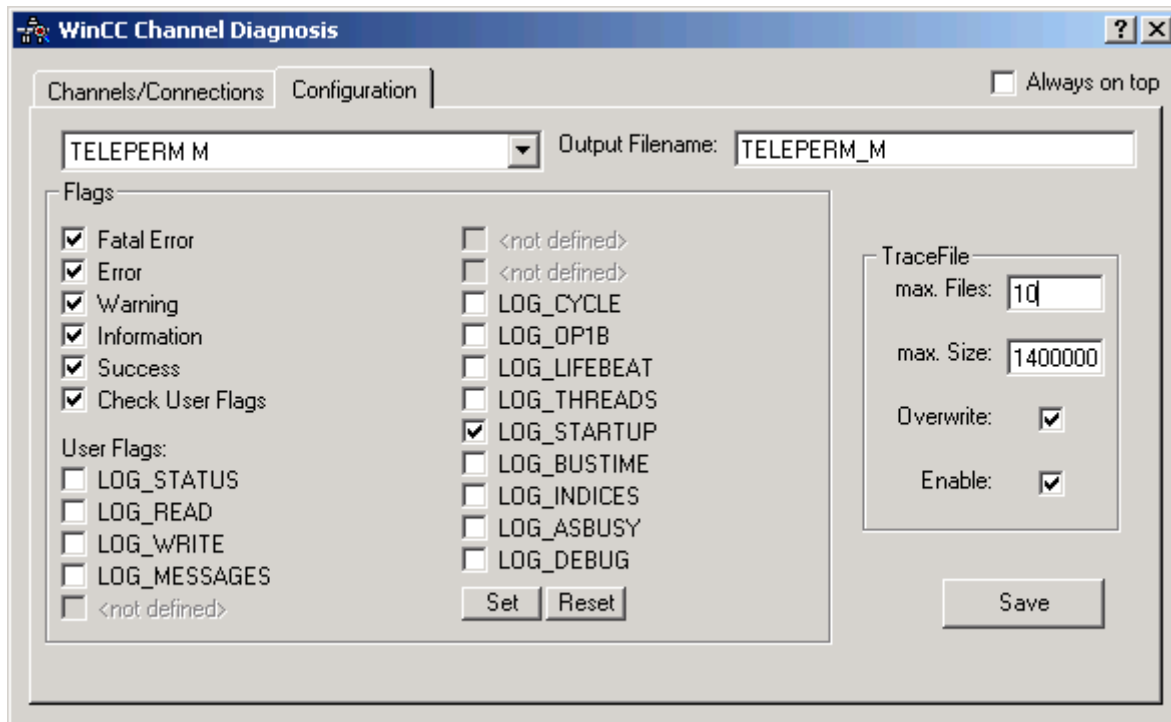 WinCC Channel Diagnosis
Channels/Connections
Configuration
Always on top
TELEPERM M
Output Filename:
TELEPERM_M
Flags
Fatal Error
Error
Warning
Information
Success
Check User Flags
User Flags:
LOG_STATUS
LOG_READ
LOG_WRITE
LOG_MESSAGES
<not defined>
<not defined>
<not defined>
LOG_CYCLE
LOG_OP1B
LOG_LIFEBEAT
LOG_THREADS
LOG_STARTUP
LOG_BUSTIME
LOG_INDICES
LOG_ASBUSY
LOG_DEBUG
Set
Reset
TraceFile
max. Files:
10
max. Size:
1400000
Overwrite:
Enable:
Save